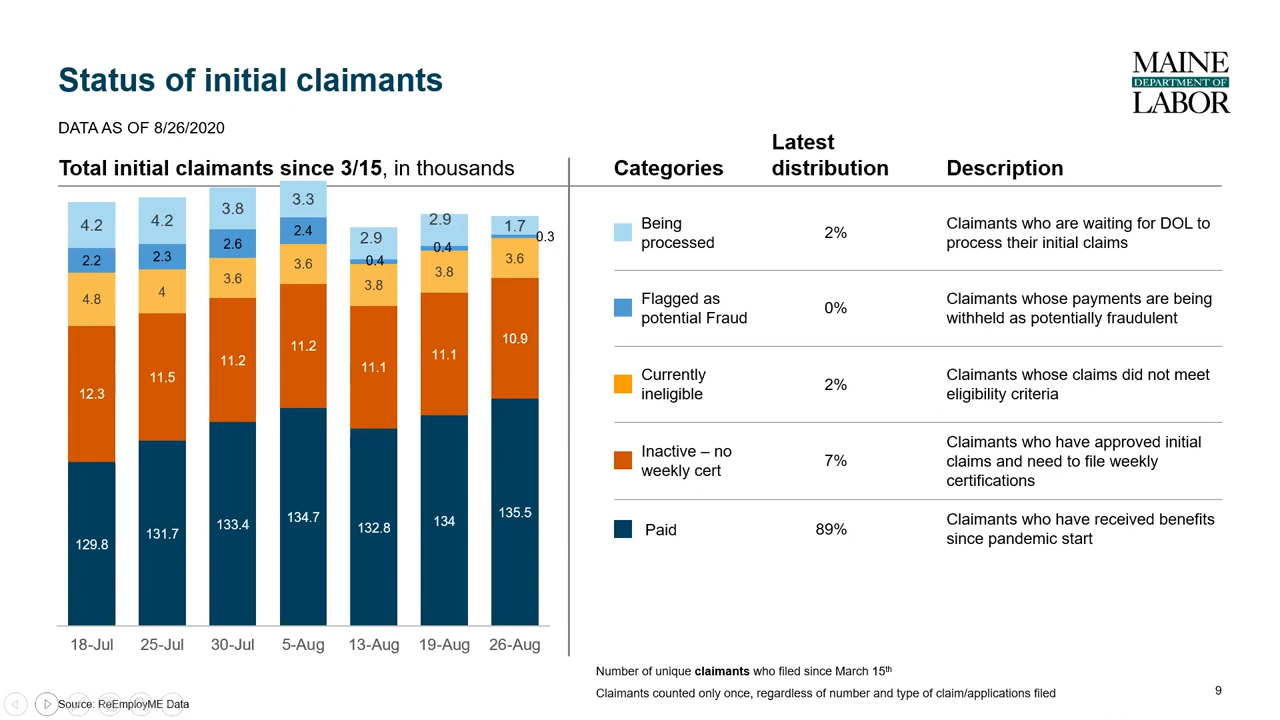 Status of initial claimants
MAINE
DEPARTMENT OF
LABOR
DATA AS OF 8/26/2020
Total initial claimants since 3/15, in thousands
4.2
4.2
3.8
3.3
2.9
2.9
1.7
2.2
2.3
2.6
2.4
0.4
0.4
0.3
4.8
4
3.6
3.6
3.8
3.8
3.6
12.3
11.5
11.2
11.2
11.1
11.1
10.9
129.8
131.7
133.4
134.7
132.8
134
135.5
18-Jul
25-Jul
30-Jul
5-Aug
13-Aug
19-Aug
26-Aug
Categories
Latest
distribution
Description
Being
processed
2%
Claimants who are waiting for DOL to
process their initial claims
Flagged as
potential Fraud
0%
Claimants whose payments are being
withheld as potentially fraudulent
Currently
ineligible
2%
Claimants whose claims did not meet
eligibility criteria
Inactive – no
weekly cert
7%
Claimants who have approved initial
claims and need to file weekly
certifications
Paid
89%
Claimants who have received benefits
since pandemic start
Number of unique claimants who filed since March 15th
Claimants counted only once, regardless of number and type of claim/applications filed
Source: ReEmployME Data
9